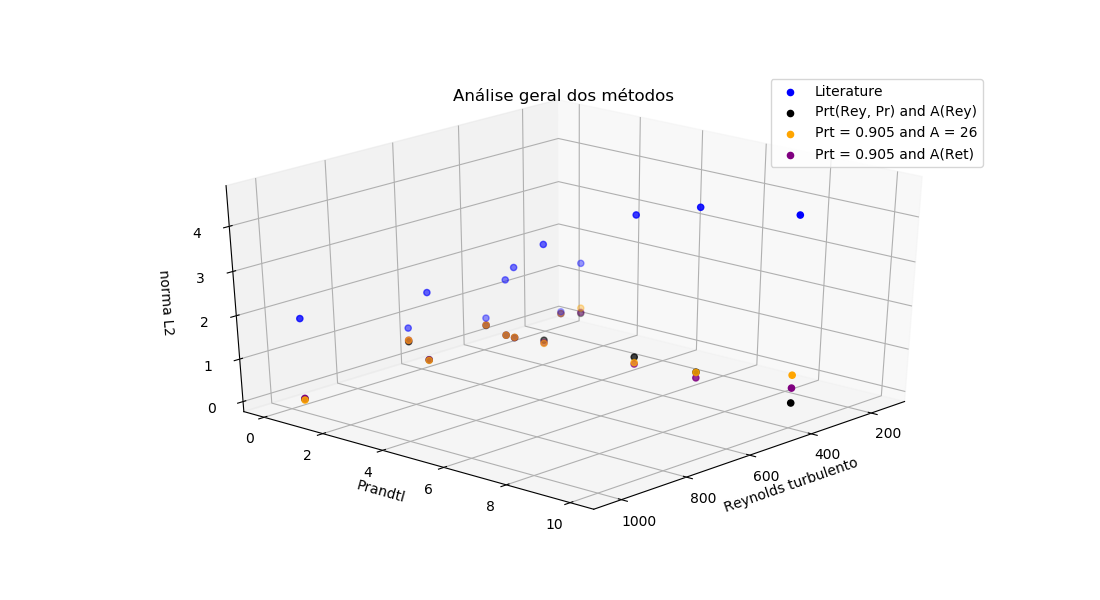 Análise geral dos métodos
Literature
Prt(Rey, Pr) and A(Rey)
Prt = 0.905 and A = 26
Prt = 0.905 and A(Ret)
4
3
2
1
0
norma L2
0
2
4
6
8
10
Prandtl
200
400
600
800
1000
Reynolds turbulento